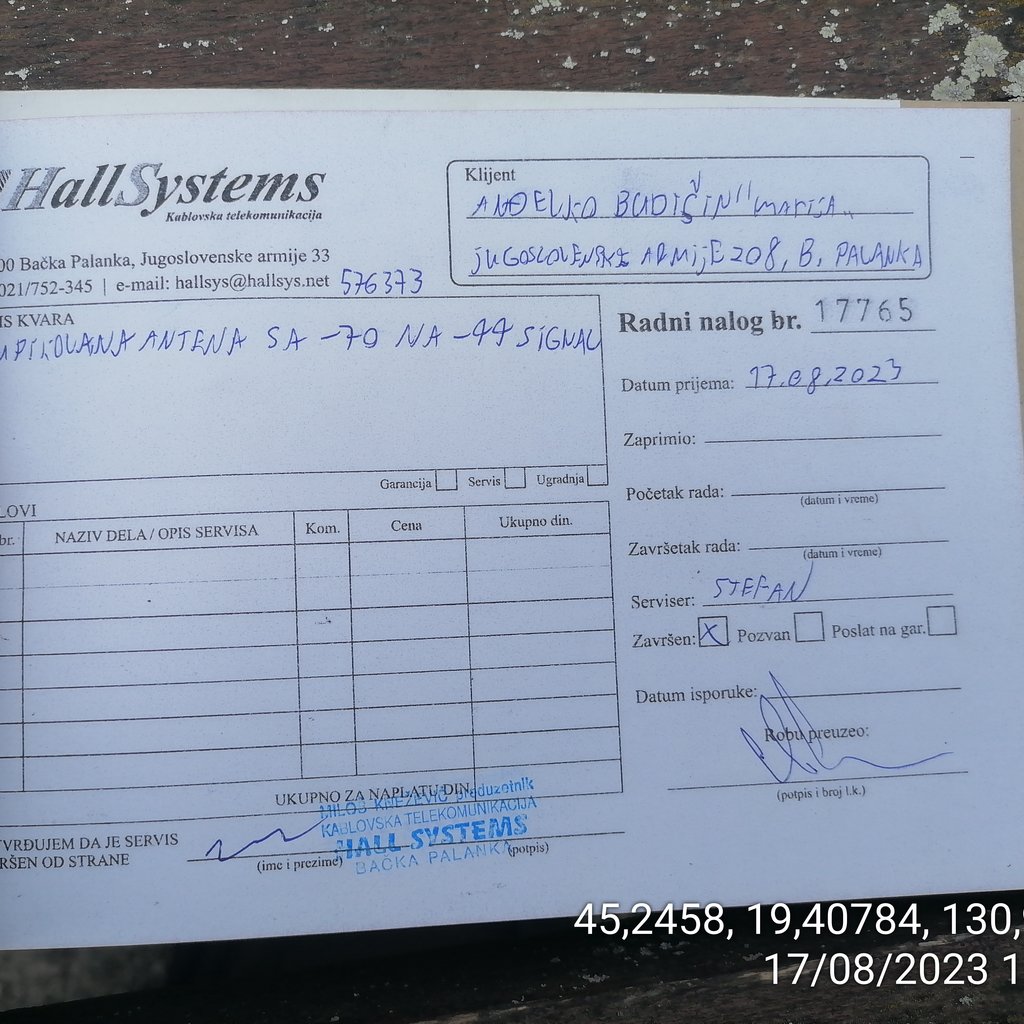 HallSystems
Kablovska telekomunikacija
00 Bačka Palanka, Jugoslovenske armije 33
021/752-345 | e-mail: hallsys@hallsys.net 576373
Klijent
ANĐELKO BUDIČIN "MARIJA"
JUGOSLOVENSKE ARMIJE 208, B. PALANKA
IS KVARA
ANTENA SA -70 NA -44 SIGNAL
Garancija Servis Ugradnja
Radni nalog br. 17765
Datum prijema: 17.08.2023
Zaprimio:
Početak rada:
(datum i vreme)
Završetak rada:
(datum i vreme)
Serviser: STEFAN
Završen: X Pozvan Poslat na gar.
Datum isporuke:
Robu preuzeo:
(potpis i broj l.k.)
LOVI
br. NAZIV DELA / OPIS SERVISA Kom. Cena Ukupno din.
UKUPNO ZA NAPLATU DIN.
MILOŠ KNEŽEVIĆ preduzetnik
KABLOVSKA TELEKOMUNIKACIJA
HALL SYSTEMS
BAČKA PALANKA
TVRĐUJEM DA JE SERVIS
RŠEN OD STRANE
(ime i prezime) (potpis)
45,2458, 19,40784, 130,
17/08/2023 1